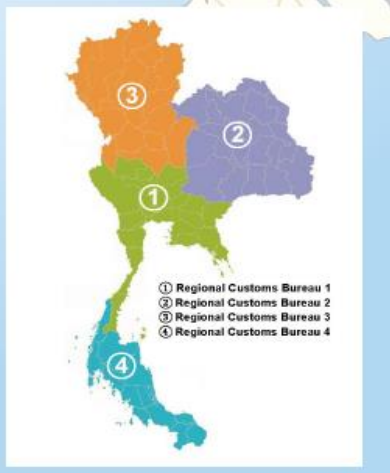 ③
②
①
① Regional Customs Bureau 1
② Regional Customs Bureau 2
③ Regional Customs Bureau 3
④ Regional Customs Bureau 4
④